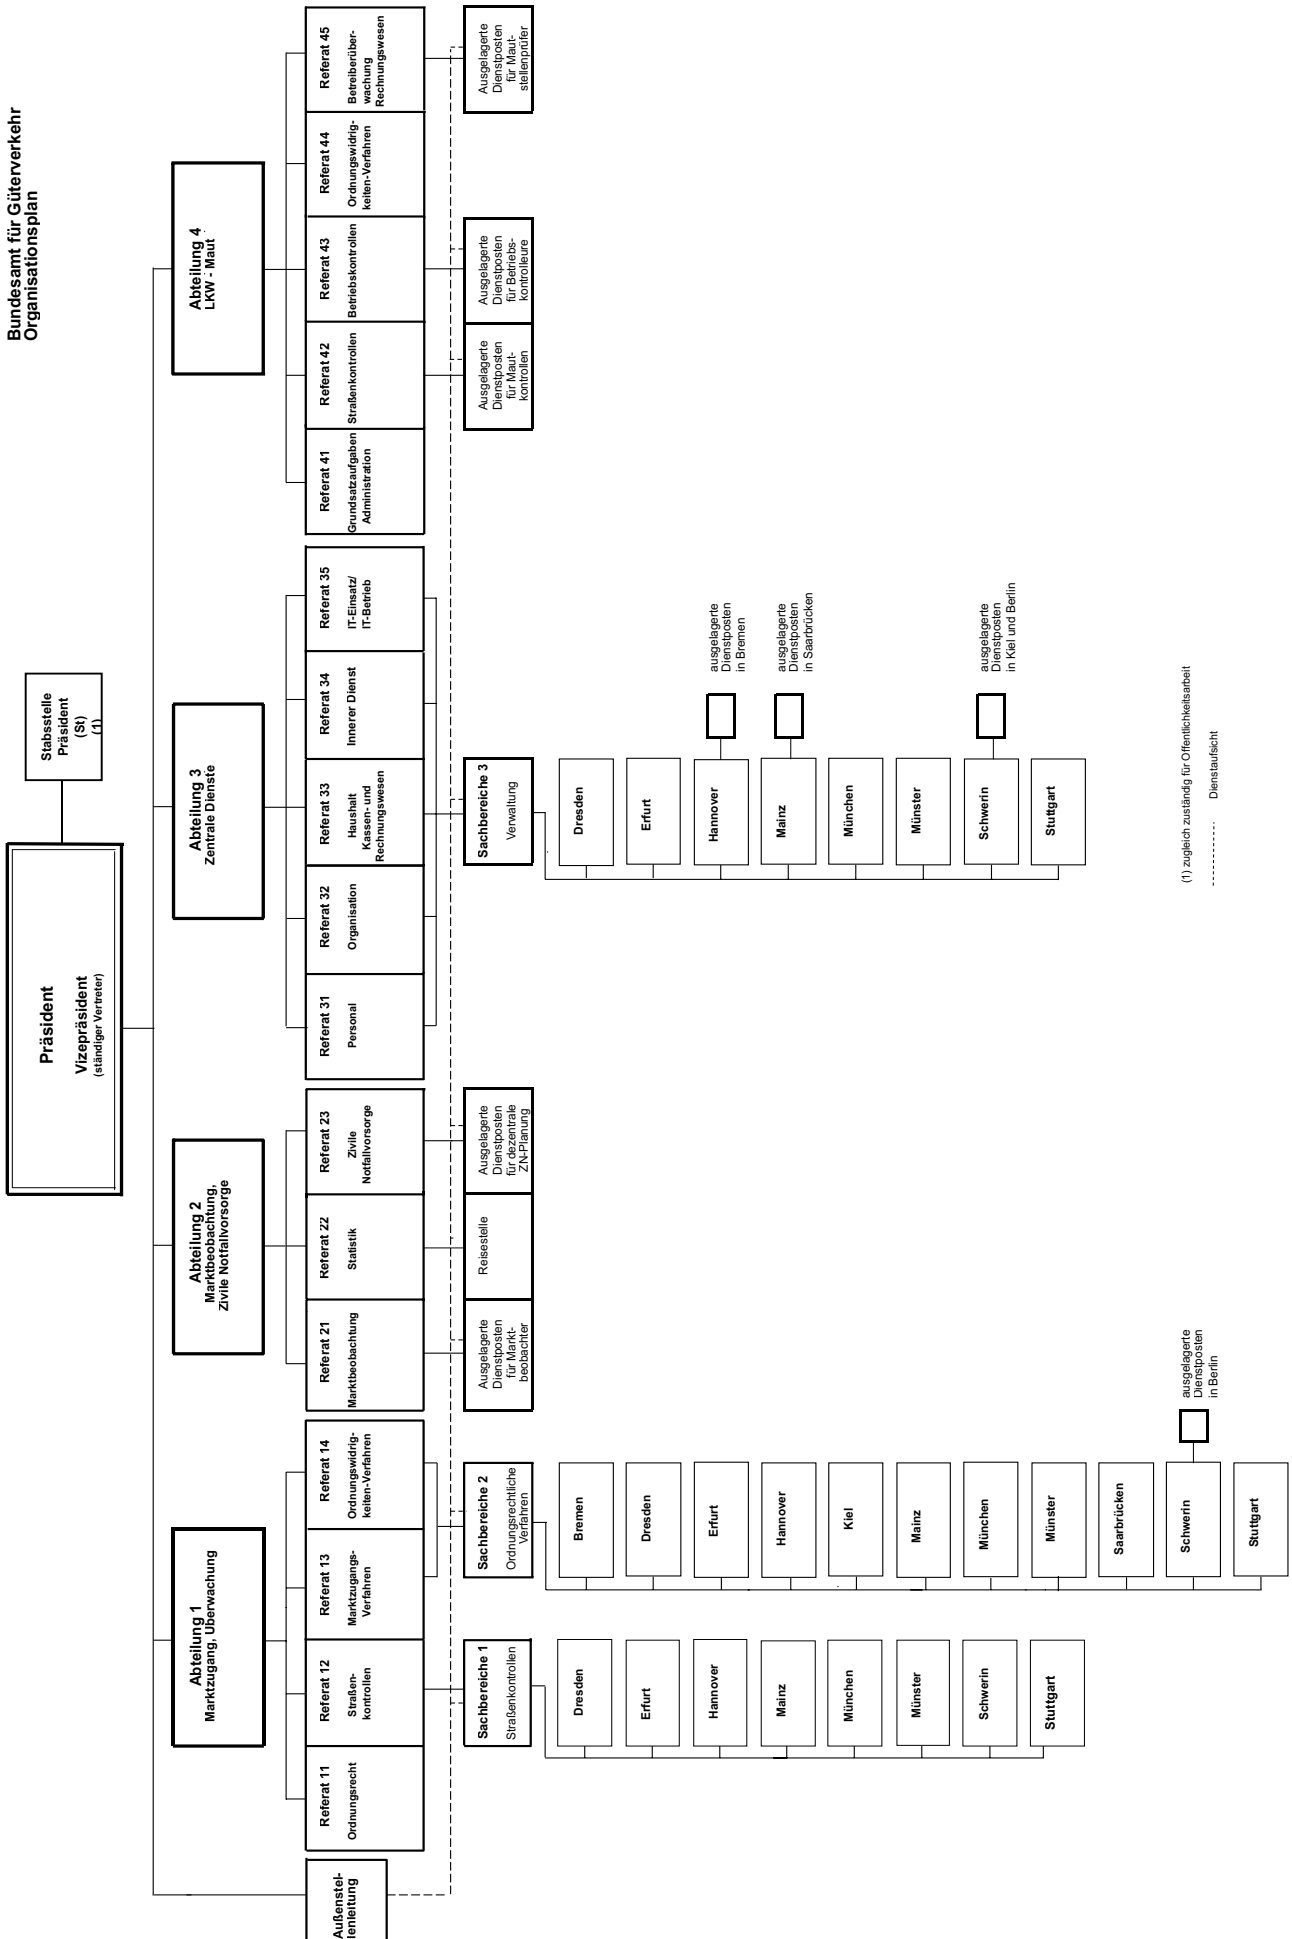 Bundesamt für Güterverkehr
Organisationsplan
Präsident
Vizepräsident
(ständiger Vertreter)
Stabsstelle
Präsident
(St)
(1)
Abteilung 1
Marktzugang, Überwachung
Abteilung 2
Marktbeobachtung,
Zivile Notfallvorsorge
Abteilung 3
Zentrale Dienste
Abteilung 4
LKW - Maut
Außenstel-
lenleitung
Referat 11
Ordnungsrecht
Referat 12
Straßen-
kontrollen
Referat 13
Marktzugangs-
Verfahren
Referat 14
Ordnungswidrig-
keiten-Verfahren
Referat 21
Marktbeobachtung
Referat 22
Statistik
Referat 23
Zivile
Notfallvorsorge
Referat 31
Personal
Referat 32
Organisation
Referat 33
Haushalt
Kassen- und
Rechnungswesen
Referat 34
Innerer Dienst
Referat 35
IT-Einsatz/
IT-Betrieb
Referat 41
Grundsatzaufgaben
Administration
Referat 42
Straßenkontrollen
Referat 43
Betriebskontrollen
Referat 44
Ordnungswidrig-
keiten-Verfahren
Referat 45
Betreiberüber-
wachung
Rechnungswesen
Sachbereiche 1
Straßenkontrollen
Sachbereiche 2
Ordnungsrechtliche
Verfahren
Ausgelagerte
Dienstposten
für Markt-
beobachter
Reisestelle
Ausgelagerte
Dienstposten
für dezentrale
ZN-Planung
Sachbereiche 3
Verwaltung
Ausgelagerte
Dienstposten
für Maut-
kontrollen
Ausgelagerte
Dienstposten
für Betriebs-
kontrolleure
Ausgelagerte
Dienstposten
für Maut-
stellenprüfer
Dresden
Erfurt
Hannover
Mainz
München
Münster
Schwerin
Stuttgart
Bremen
Dresden
Erfurt
Hannover
Kiel
Mainz
München
Münster
Saarbrücken
Schwerin
ausgelagerte
Dienstposten
in Berlin
Stuttgart
Dresden
Erfurt
Hannover
ausgelagerte
Dienstposten
in Bremen
Mainz
ausgelagerte
Dienstposten
in Saarbrücken
München
Münster
Schwerin
ausgelagerte
Dienstposten
in Kiel und Berlin
Stuttgart
(1) zugleich zuständig für Öffentlichkeitsarbeit
------------- Dienstaufsicht